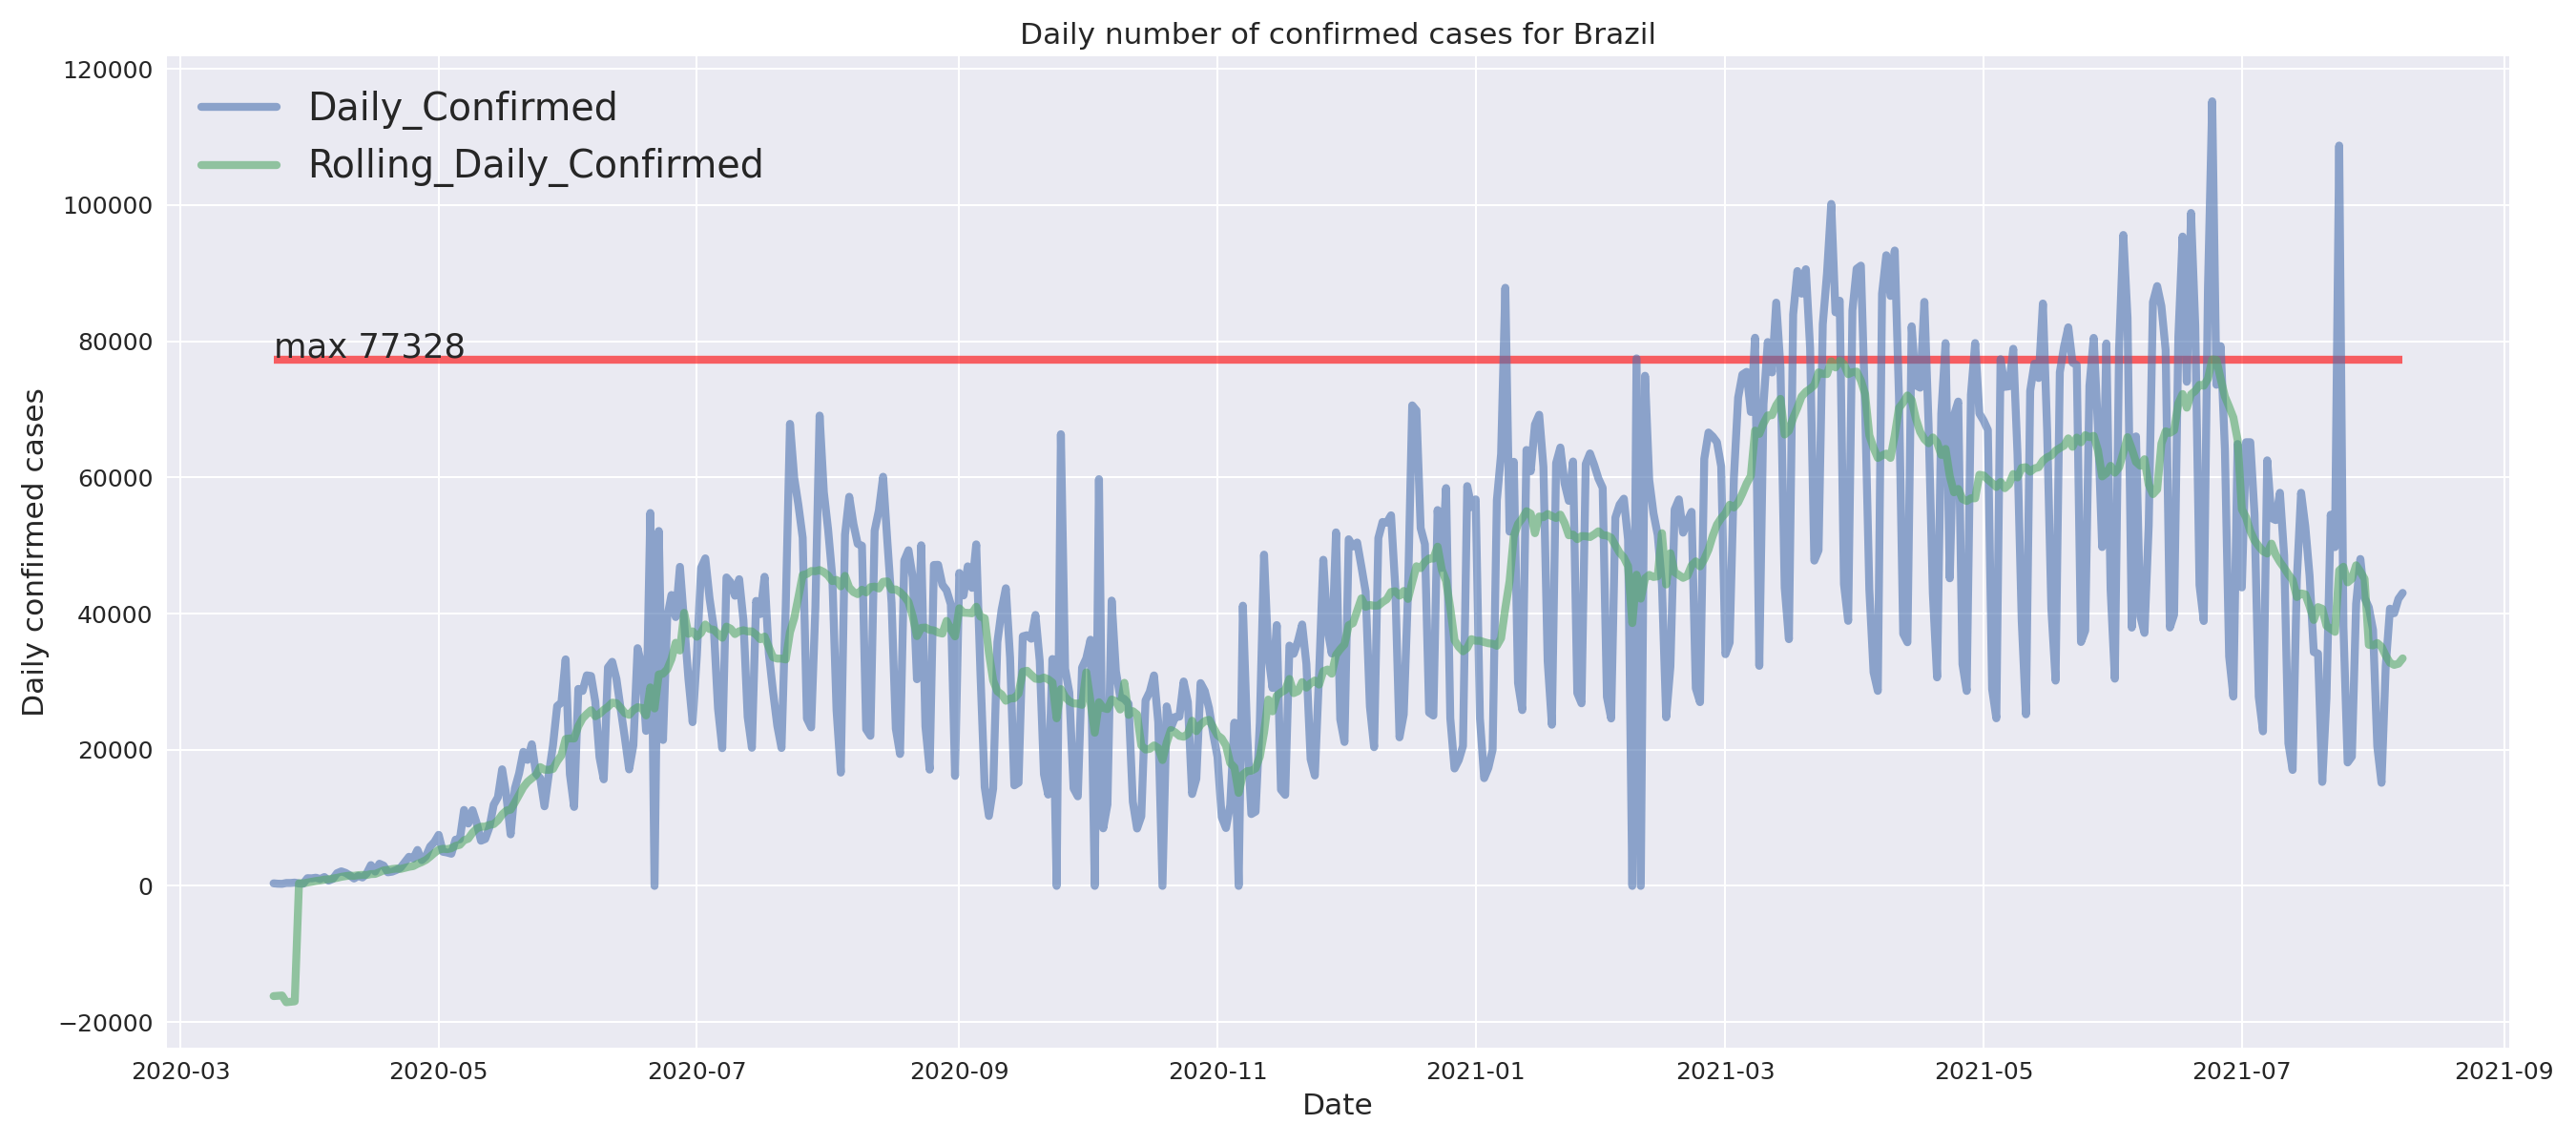 Daily number of confirmed cases for Brazil
120000
Daily_Confirmed
Rolling_Daily_Confirmed
100000
80000
max 77328
60000
40000
20000
0
−20000
Daily confirmed cases
2020-03 2020-05 2020-07 2020-09 2020-11 2021-01 2021-03 2021-05 2021-07 2021-09
Date